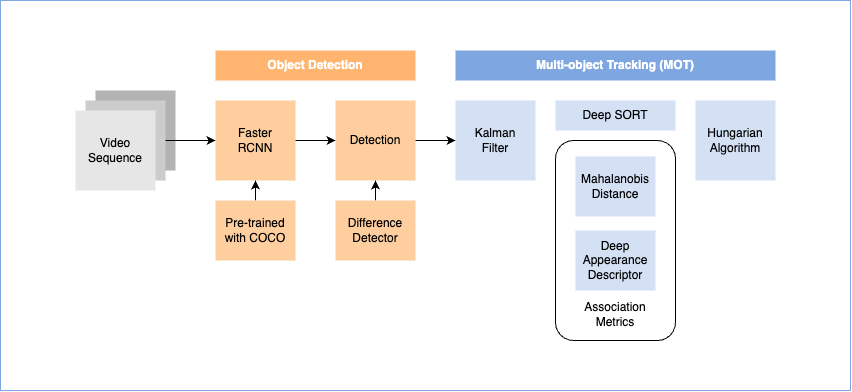 Object Detection
Multi-object Tracking (MOT)
Video
Sequence
Faster
RCNN
Detection
Kalman
Filter
Deep SORT
Hungarian
Algorithm
Pre-trained
with COCO
Difference
Detector
Mahalanobis
Distance
Deep
Appearance
Descriptor
Association
Metrics